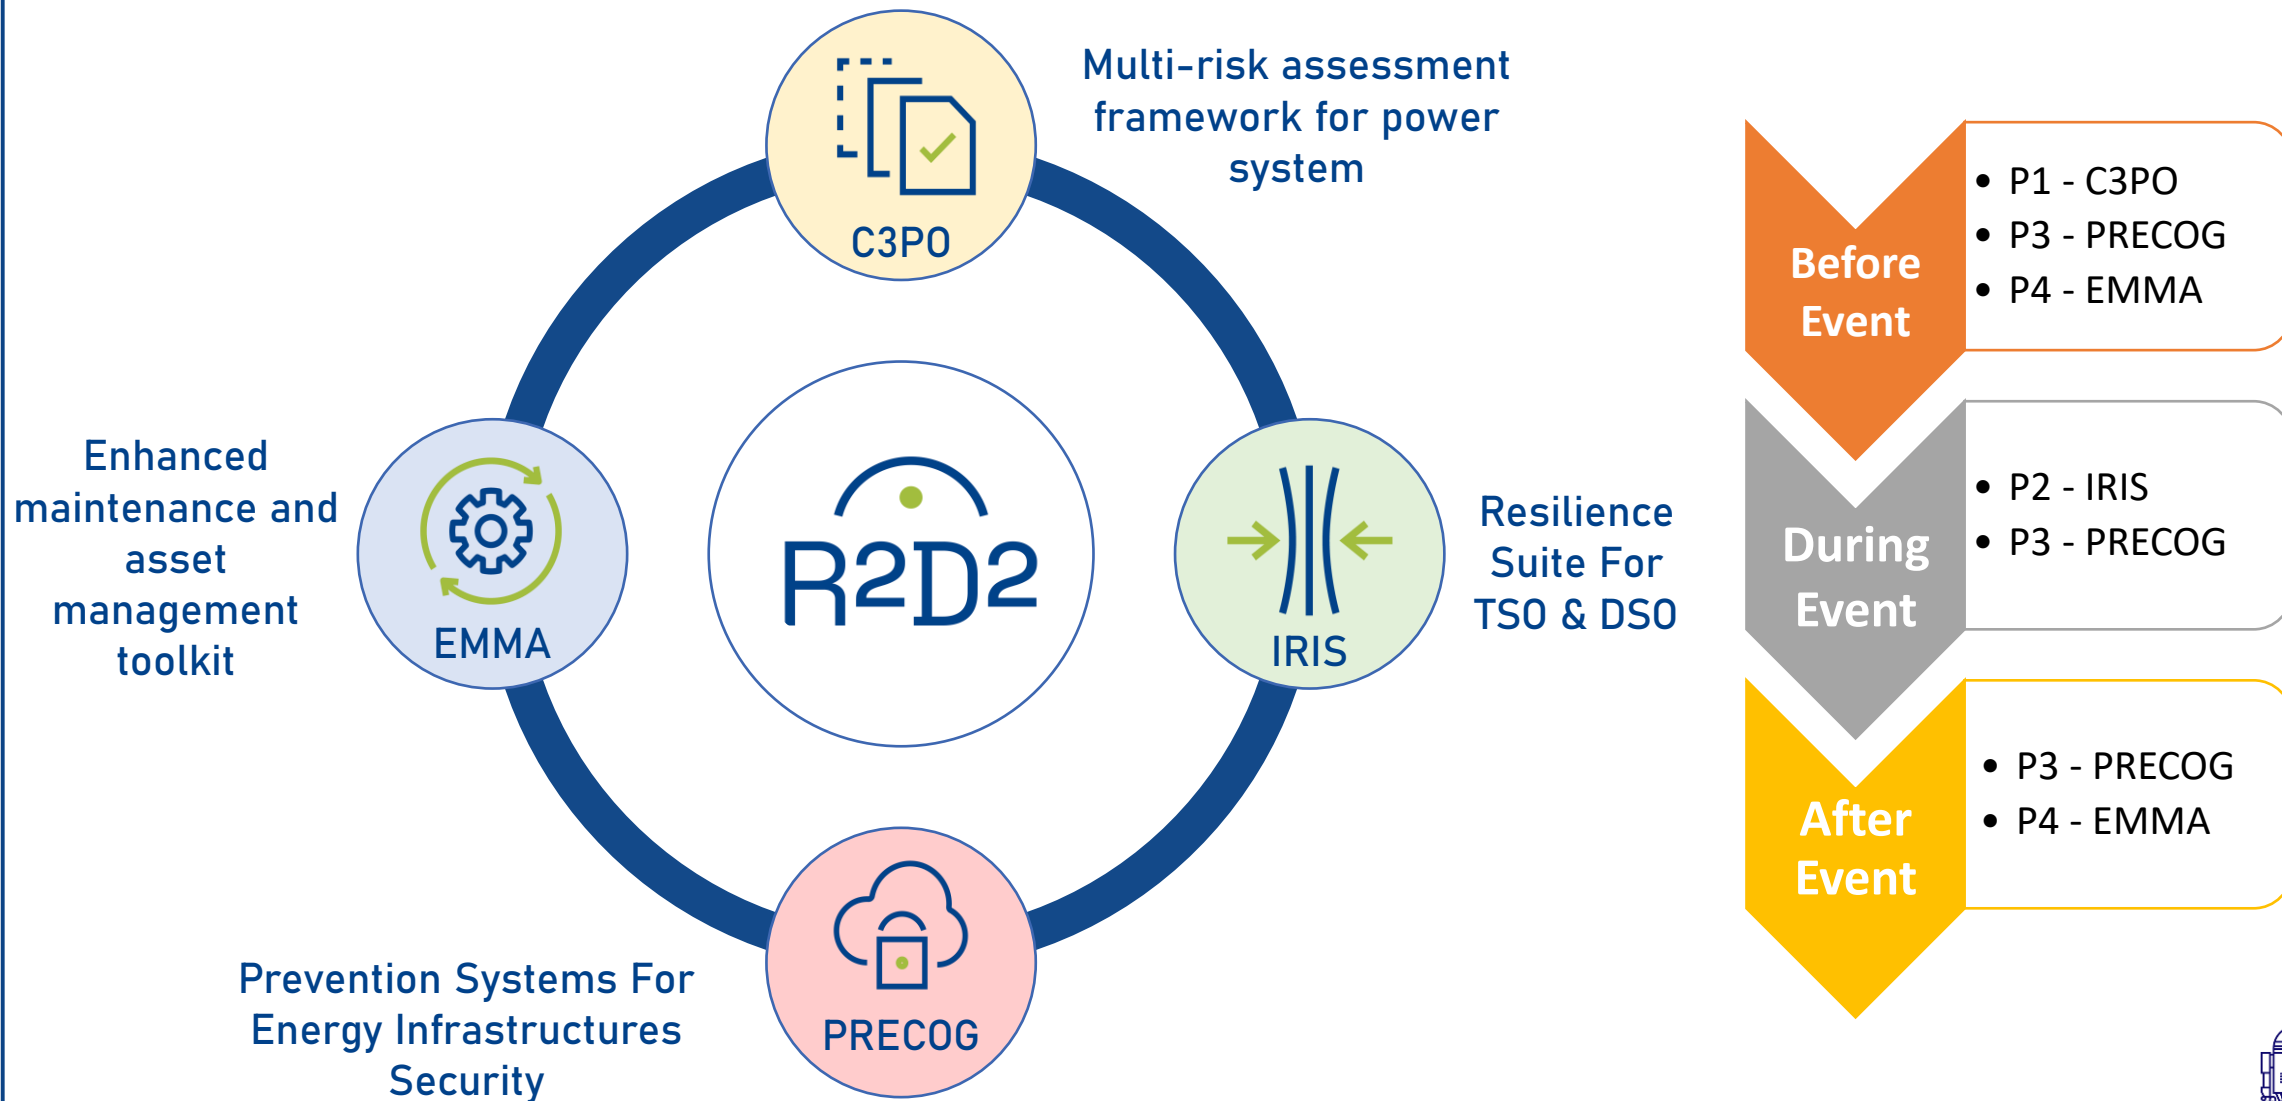 C3PO
Multi-risk assessment
framework for power
system
Enhanced
maintenance and
asset
management
toolkit
EMMA
R2D2
IRIS
Resilience
Suite For
TSO & DSO
PRECOG
Prevention Systems For
Energy Infrastructures
Security
Before
Event
• P1 - C3PO
• P3 - PRECOG
• P4 - EMMA
During
Event
• P2 - IRIS
• P3 - PRECOG
After
Event
• P3 - PRECOG
• P4 - EMMA